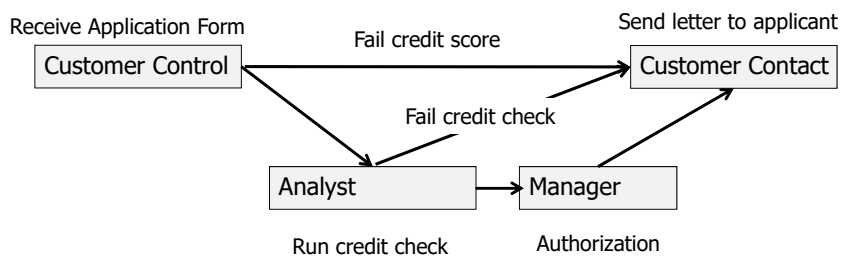 Receive Application Form
Send letter to applicant
Fail credit score
Customer Control
Customer Contact
Fail credit check
Analyst
Manager
Run credit check
Authorization